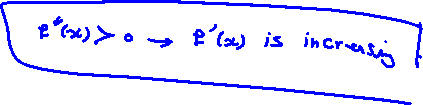 f''(x) > 0 → f'(x) is increasing